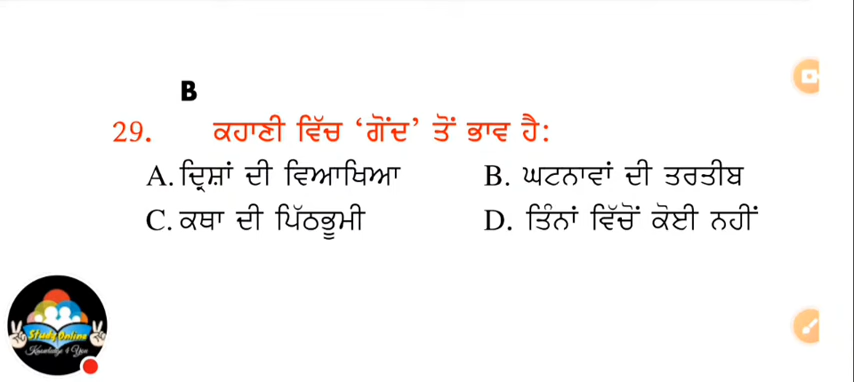 B
29. ਕਹਾਣੀ ਵਿੱਚ ‘ਗੋਂਦ’ ਤੋਂ ਭਾਵ ਹੈ:
A. ਦ੍ਰਿਸ਼ਾਂ ਦੀ ਵਿਆਖਿਆ B. ਘਟਨਾਵਾਂ ਦੀ ਤਰਤੀਬ
C. ਕਥਾ ਦੀ ਪਿੱਠਭੂਮੀ D. ਤਿੰਨਾਂ ਵਿੱਚੋਂ ਕੋਈ ਨਹੀਂ
Study Online
Knowledge 4 You